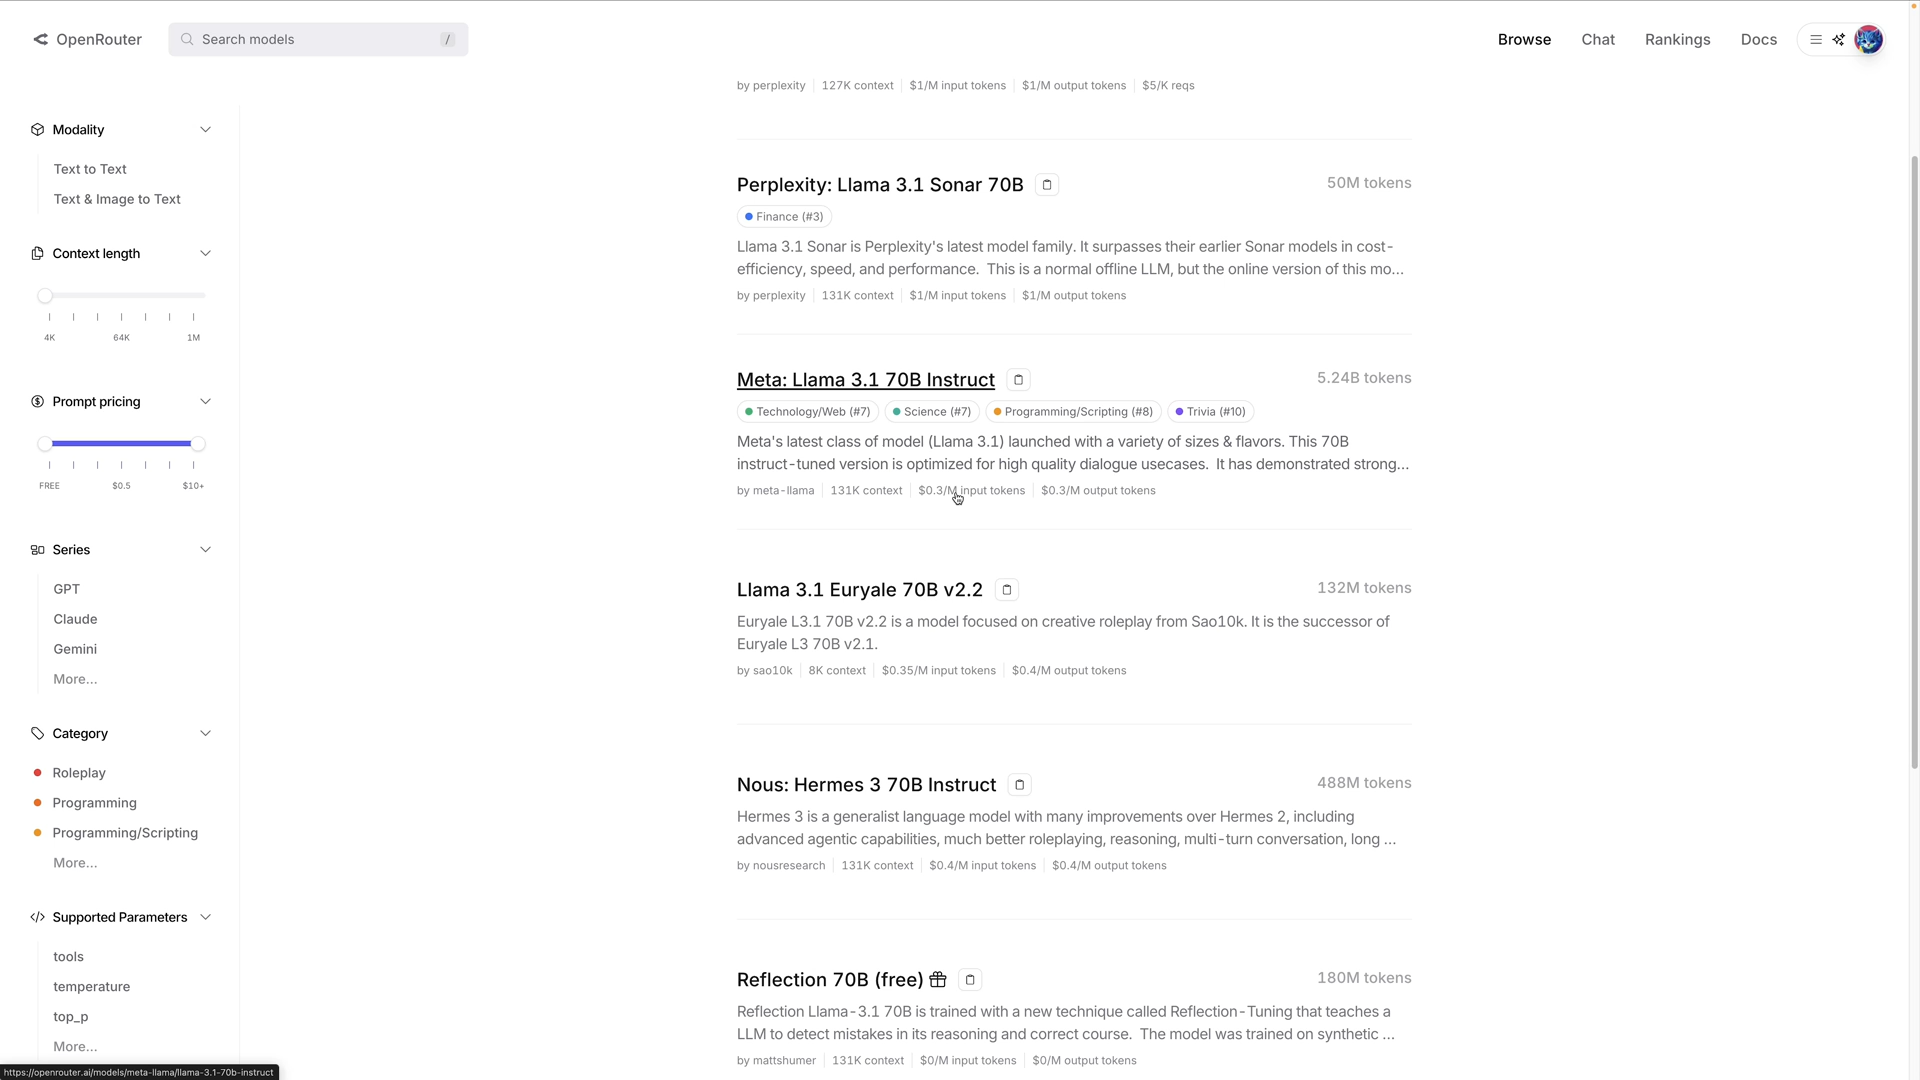 OpenRouter
Search models
/
Browse
Chat
Rankings
Docs
Modality
Text to Text
Text & Image to Text
Context length
4K 64K 1M
Prompt pricing
FREE $0.5 $10+
Series
GPT
Claude
Gemini
More...
Category
Roleplay
Programming
Programming/Scripting
More...
Supported Parameters
tools
temperature
top_p
More...
by perplexity 127K context $1/M input tokens $1/M output tokens $5/K reqs
Perplexity: Llama 3.1 Sonar 70B 50M tokens
Finance (#3)
Llama 3.1 Sonar is Perplexity's latest model family. It surpasses their earlier Sonar models in cost-
efficiency, speed, and performance. This is a normal offline LLM, but the online version of this mo...
by perplexity 131K context $1/M input tokens $1/M output tokens
Meta: Llama 3.1 70B Instruct 5.24B tokens
Technology/Web (#7) Science (#7) Programming/Scripting (#8) Trivia (#10)
Meta's latest class of model (Llama 3.1) launched with a variety of sizes & flavors. This 70B
instruct-tuned version is optimized for high quality dialogue usecases. It has demonstrated strong...
by meta-llama 131K context $0.3/M input tokens $0.3/M output tokens
Llama 3.1 Euryale 70B v2.2 132M tokens
Euryale L3.1 70B v2.2 is a model focused on creative roleplay from Sao10k. It is the successor of
Euryale L3 70B v2.1.
by sao10k 8K context $0.35/M input tokens $0.4/M output tokens
Nous: Hermes 3 70B Instruct 488M tokens
Hermes 3 is a generalist language model with many improvements over Hermes 2, including
advanced agentic capabilities, much better roleplaying, reasoning, multi-turn conversation, long ...
by nousresearch 131K context $0.4/M input tokens $0.4/M output tokens
Reflection 70B (free) 180M tokens
Reflection Llama-3.1 70B is trained with a new technique called Reflection-Tuning that teaches a
LLM to detect mistakes in its reasoning and correct course. The model was trained on synthetic ...
by mattshumer 131K context $0/M input tokens $0/M output tokens
https://openrouter.ai/models/meta-llama/llama-3.1-70b-instruct